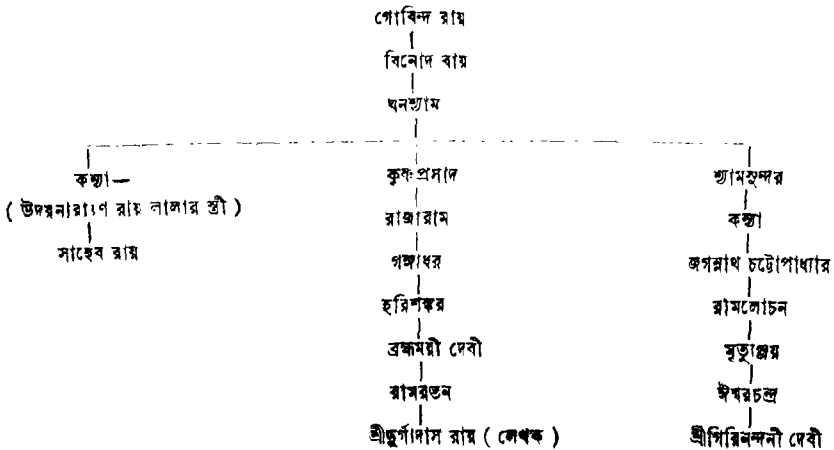 গোবিন্দ রায়
বিনোদ রায়
ঘনশ্যাম
কন্যা— কৃষ্ণপ্রসাদ শ্যামসুন্দর
( উদয়নারায়ণ রায় লালার স্ত্রী ) রাজারাম কন্যা
সাহেব রায় গঙ্গাধর জগন্নাথ চট্টোপাধ্যায়
হরিশঙ্কর রামলোচন
ব্রহ্মময়ী দেবী মৃত্যুঞ্জয়
রামরতন ঈশ্বরচন্দ্র
শ্রীদুর্গাদাস রায় ( লেখক ) শ্রীগিরিনন্দনী দেবী